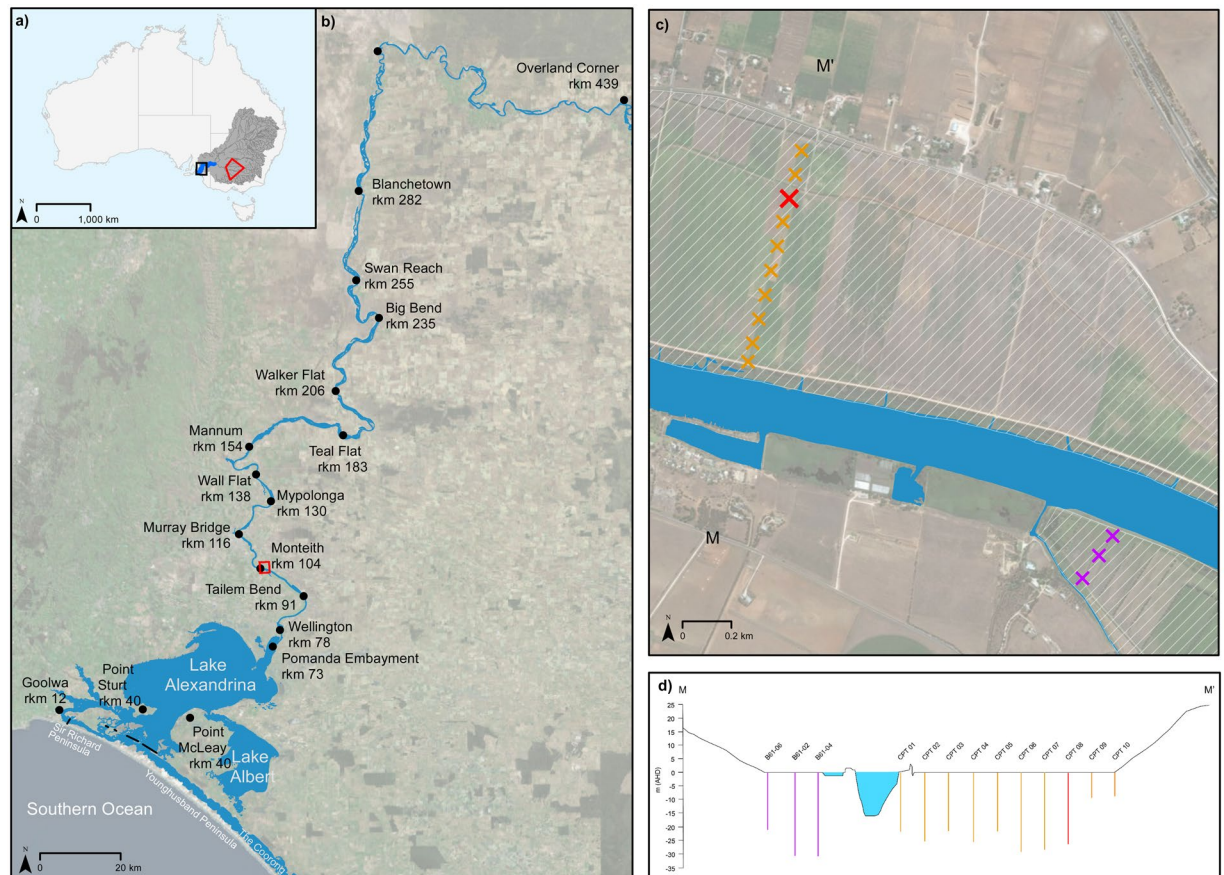 a)
N
0 1,000 km
b)
Overland Corner
rkm 439
Blanchetown
rkm 282
Swan Reach
rkm 255
Big Bend
rkm 235
Walker Flat
rkm 206
Mannum
rkm 154
Teal Flat
rkm 183
Wall Flat
rkm 138
Mypolonga
rkm 130
Murray Bridge
rkm 116
Monteith
rkm 104
Tailem Bend
rkm 91
Wellington
rkm 78
Pomanda Embayment
rkm 73
Lake
Alexandrina
Point
Sturt
rkm 40
Goolwa
rkm 12
Point
McLeay
rkm 40
Lake
Albert
Sir Richard
Peninsula
Younghusband Peninsula
The Coorong
Southern Ocean
N
0 20 km
c)
M'
M
N
0 0.2 km
d)
M
M'
m (AHD)
25
20
15
10
5
0
-5
-10
-15
-20
-25
-30
-35
B61-06
B61-02
B61-04
CPT 01
CPT 02
CPT 03
CPT 04
CPT 05
CPT 06
CPT 07
CPT 08
CPT 09
CPT 10